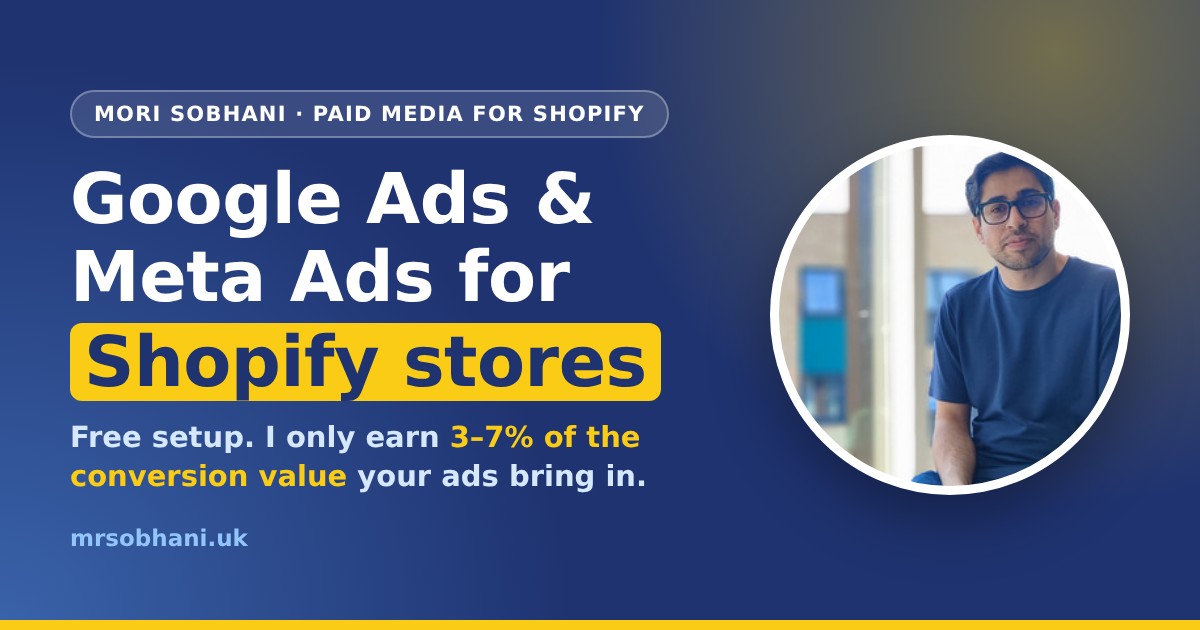 MORI SOBHANI · PAID MEDIA FOR SHOPIFY
Google Ads &
Meta Ads for
Shopify stores
Free setup. I only earn 3–7% of the
conversion value your ads bring in.
mrsobhani.uk